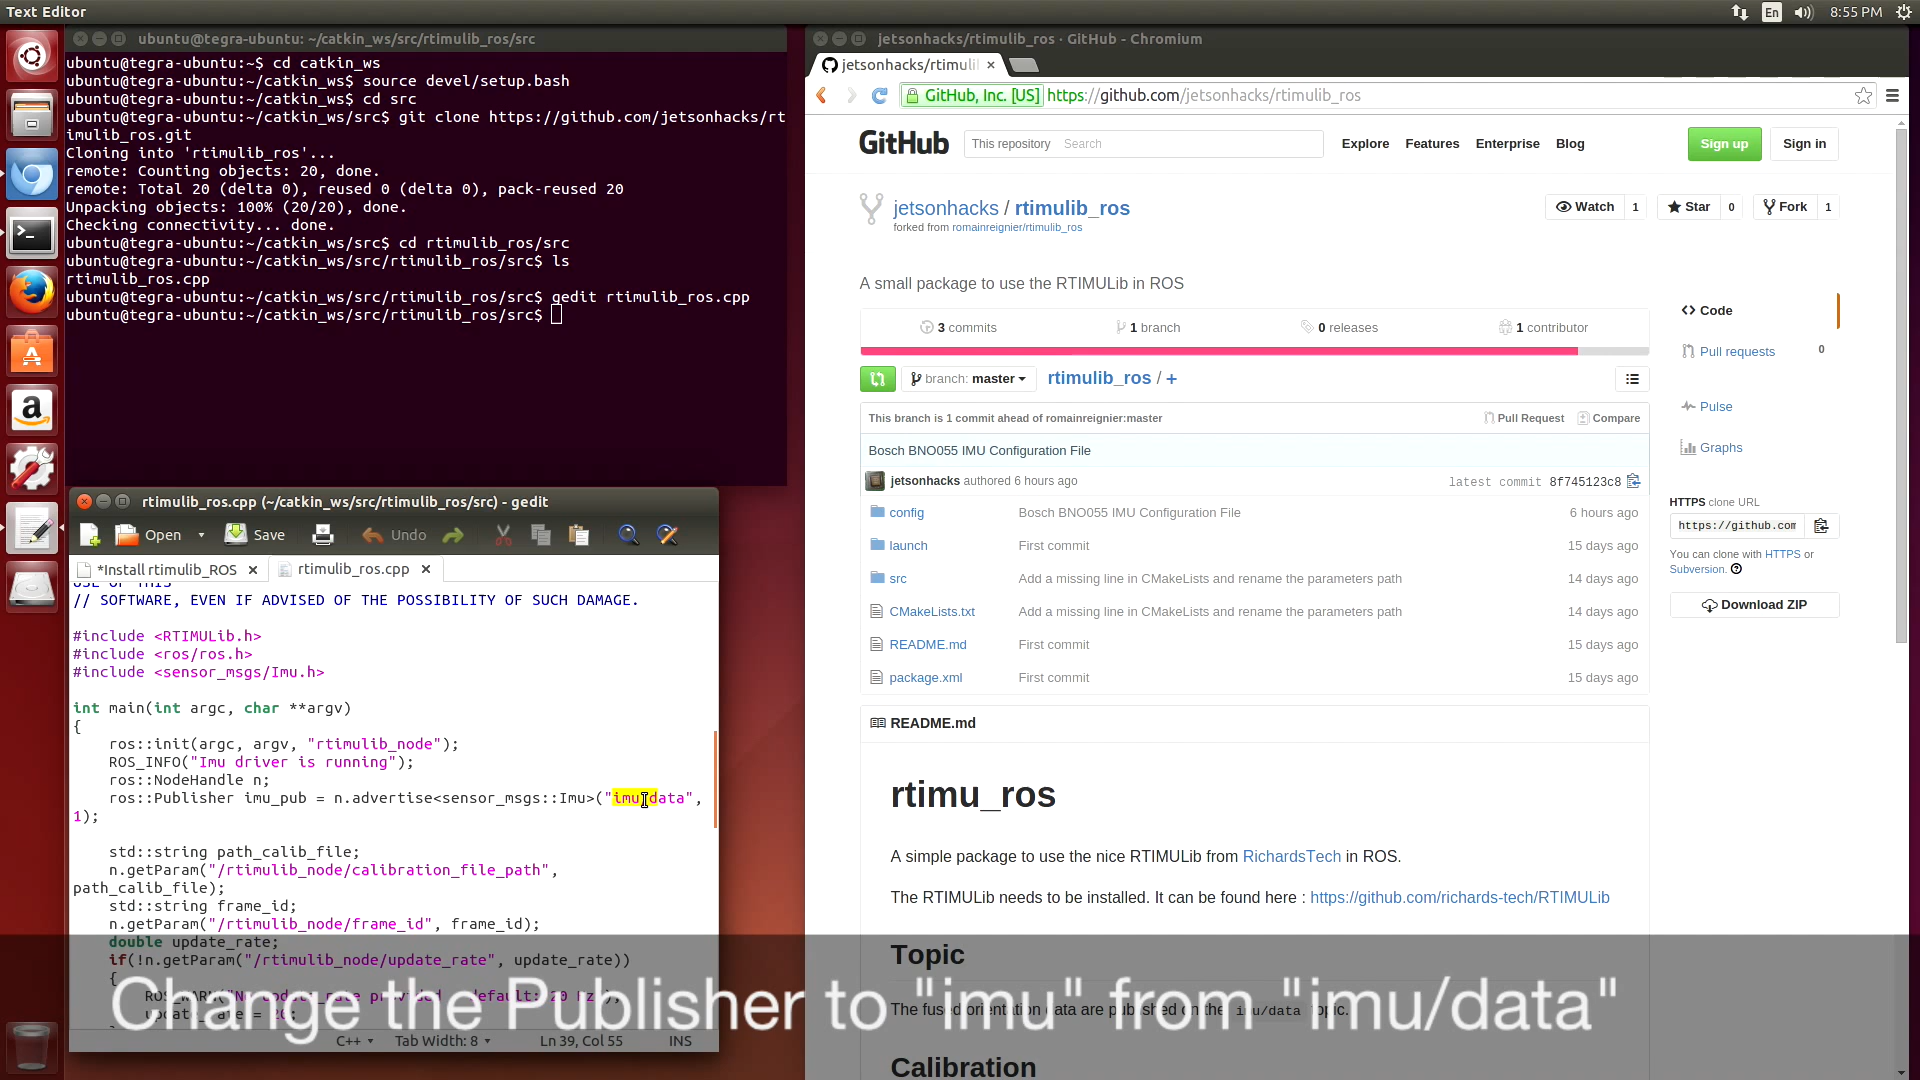 Text Editor
En
8:55 PM
ubuntu@tegra-ubuntu: ~/catkin_ws/src/rtimulib_ros/src
ubuntu@tegra-ubuntu:~$ cd catkin_ws
ubuntu@tegra-ubuntu:~/catkin_ws$ source devel/setup.bash
ubuntu@tegra-ubuntu:~/catkin_ws$ cd src
ubuntu@tegra-ubuntu:~/catkin_ws/src$ git clone https://github.com/jetsonhacks/rt
imulib_ros.git
Cloning into 'rtimulib_ros'...
remote: Counting objects: 20, done.
remote: Total 20 (delta 0), reused 0 (delta 0), pack-reused 20
Unpacking objects: 100% (20/20), done.
Checking connectivity... done.
ubuntu@tegra-ubuntu:~/catkin_ws/src$ cd rtimulib_ros/src
ubuntu@tegra-ubuntu:~/catkin_ws/src/rtimulib_ros/src$ ls
rtimulib_ros.cpp
ubuntu@tegra-ubuntu:~/catkin_ws/src/rtimulib_ros/src$ gedit rtimulib_ros.cpp
ubuntu@tegra-ubuntu:~/catkin_ws/src/rtimulib_ros/src$
rtimulib_ros.cpp (~/catkin_ws/src/rtimulib_ros/src) - gedit
Open Save Undo
*Install rtimulib_ROS × rtimulib_ros.cpp ×
USE OF THIS
// SOFTWARE, EVEN IF ADVISED OF THE POSSIBILITY OF SUCH DAMAGE.
#include <RTIMULib.h>
#include <ros/ros.h>
#include <sensor_msgs/Imu.h>
int main(int argc, char **argv)
{
ros::init(argc, argv, "rtimulib_node");
ROS_INFO("Imu driver is running");
ros::NodeHandle n;
ros::Publisher imu_pub = n.advertise<sensor_msgs::Imu>("imu/data",
1);
std::string path_calib_file;
n.getParam("/rtimulib_node/calibration_file_path",
path_calib_file);
std::string frame_id;
n.getParam("/rtimulib_node/frame_id", frame_id);
double update_rate;
if(!n.getParam("/rtimulib_node/update_rate", update_rate))
{
C++ Tab Width: 8 Ln 39, Col 55 INS
jetsonhacks/rtimulib_ros · GitHub - Chromium
jetsonhacks/rtimuli ×
GitHub, Inc. [US] https://github.com/jetsonhacks/rtimulib_ros
GitHub This repository Search Explore Features Enterprise Blog Sign up Sign in
jetsonhacks / rtimulib_ros Watch 1 Star 0 Fork 1
forked from romainreignier/rtimulib_ros
A small package to use the RTIMULib in ROS
3 commits 1 branch 0 releases 1 contributor
branch: master rtimulib_ros / +
This branch is 1 commit ahead of romainreignier:master Pull Request Compare
Bosch BNO055 IMU Configuration File
jetsonhacks authored 6 hours ago latest commit 8f745123c8
config Bosch BNO055 IMU Configuration File 6 hours ago
launch First commit 15 days ago
src Add a missing line in CMakeLists and rename the parameters path 14 days ago
CMakeLists.txt Add a missing line in CMakeLists and rename the parameters path 14 days ago
README.md First commit 15 days ago
package.xml First commit 15 days ago
Code
Pull requests 0
Pulse
Graphs
HTTPS clone URL
https://github.com
You can clone with HTTPS or
Subversion.
Download ZIP
README.md
rtimu_ros
A simple package to use the nice RTIMULib from RichardsTech in ROS.
The RTIMULib needs to be installed. It can be found here : https://github.com/richards-tech/RTIMULib
Topic
The fused orientation data are published on the imu/data topic.
Calibration
Change the Publisher to "imu" from "imu/data"